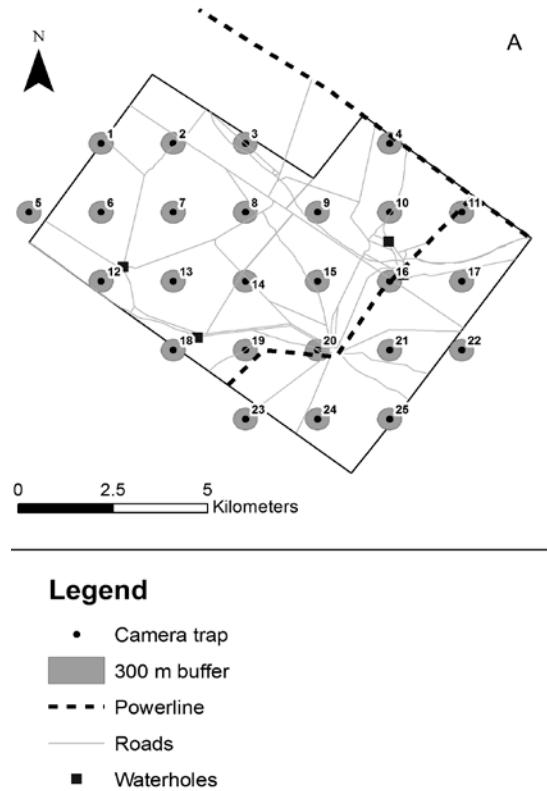 N
A
1
2
3
4
5
6
7
8
9
10
11
12
13
14
15
16
17
18
19
20
21
22
23
24
25
0 2.5 5
Kilometers
Legend
Camera trap
300 m buffer
Powerline
Roads
Waterholes